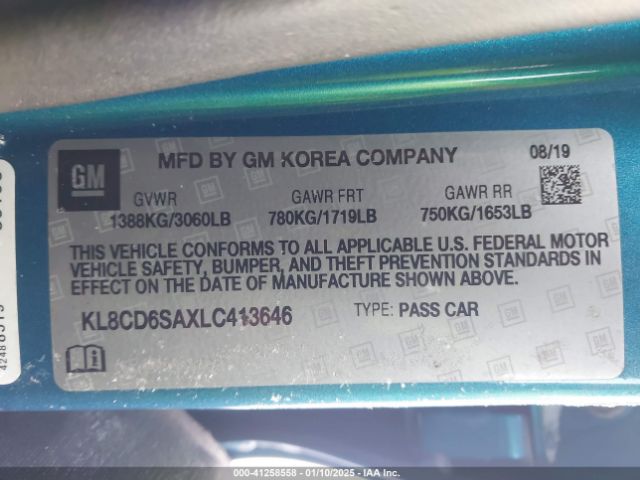 MFD BY GM KOREA COMPANY
08/19
GM
GVWR
1388KG/3060LB
GAWR FRT
780KG/1719LB
GAWR RR
750KG/1653LB
THIS VEHICLE CONFORMS TO ALL APPLICABLE U.S. FEDERAL MOTOR
VEHICLE SAFETY, BUMPER, AND THEFT PREVENTION STANDARDS IN
EFFECT ON THE DATE OF MANUFACTURE SHOWN ABOVE.
KL8CD6SAXLC413646
TYPE: PASS CAR
000-41258558 — 01/10/2025 — IAA Inc.